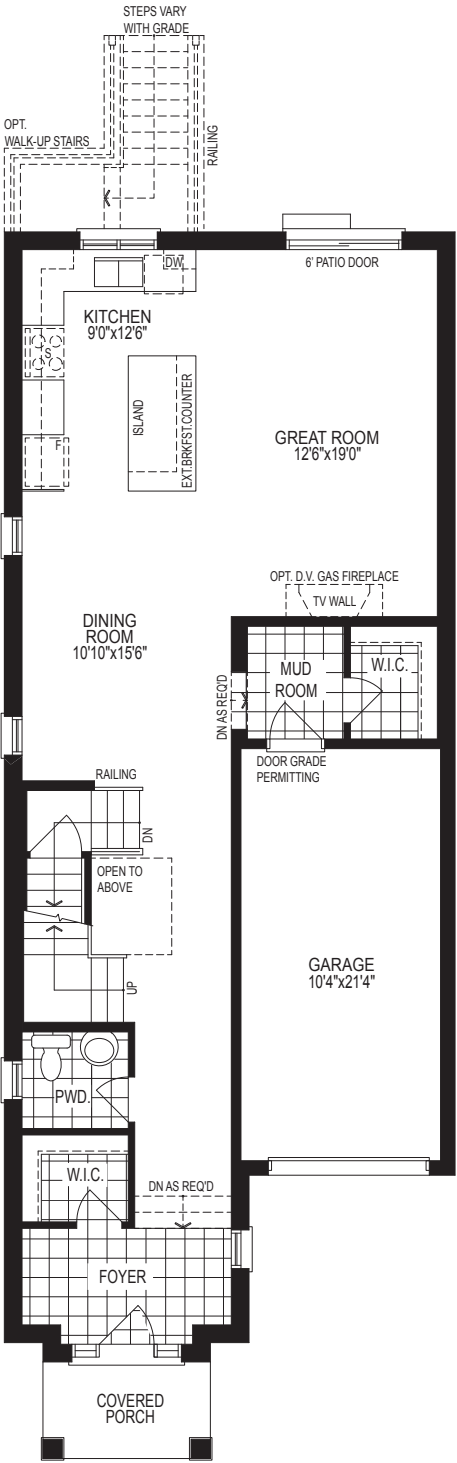 STEPS VARY
WITH GRADE
OPT.
WALK-UP STAIRS
RAILING
DW
6' PATIO DOOR
KITCHEN
9'0"x12'6"
S
ISLAND
EXT.BRKFST.COUNTER
F
GREAT ROOM
12'6"x19'0"
OPT. D.V. GAS FIREPLACE
TV WALL
DINING
ROOM
10'10"x15'6"
MUD
ROOM
W.I.C.
DN AS REQ'D
DOOR GRADE
PERMITTING
RAILING
DN
OPEN TO
ABOVE
GARAGE
10'4"x21'4"
UP
PWD.
W.I.C.
DN AS REQ'D
FOYER
COVERED
PORCH